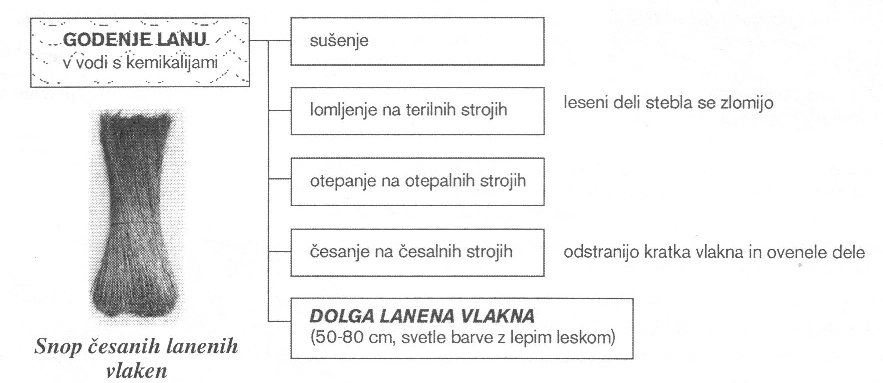 GODENJE LANU
v vodi s kemikalijami
sušenje
lomljenje na terilnih strojih
leseni deli stebla se zlomijo
otepanje na otepalnih strojih
česanje na česalnih strojih
odstranijo kratka vlakna in ovenele dele
DOLGA LANENA VLAKNA
(50-80 cm, svetle barve z lepim leskom)
Snop česanih lanenih
vlaken